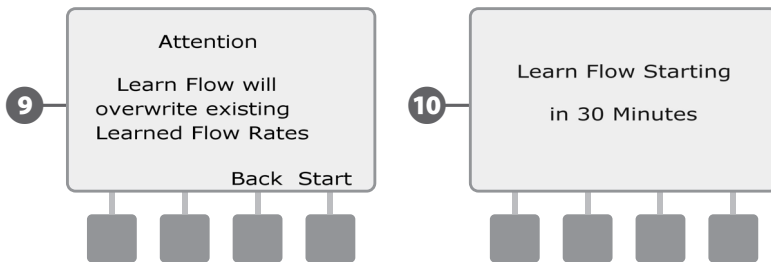 9
Attention
Learn Flow will
overwrite existing
Learned Flow Rates
Back Start
10
Learn Flow Starting
in 30 Minutes